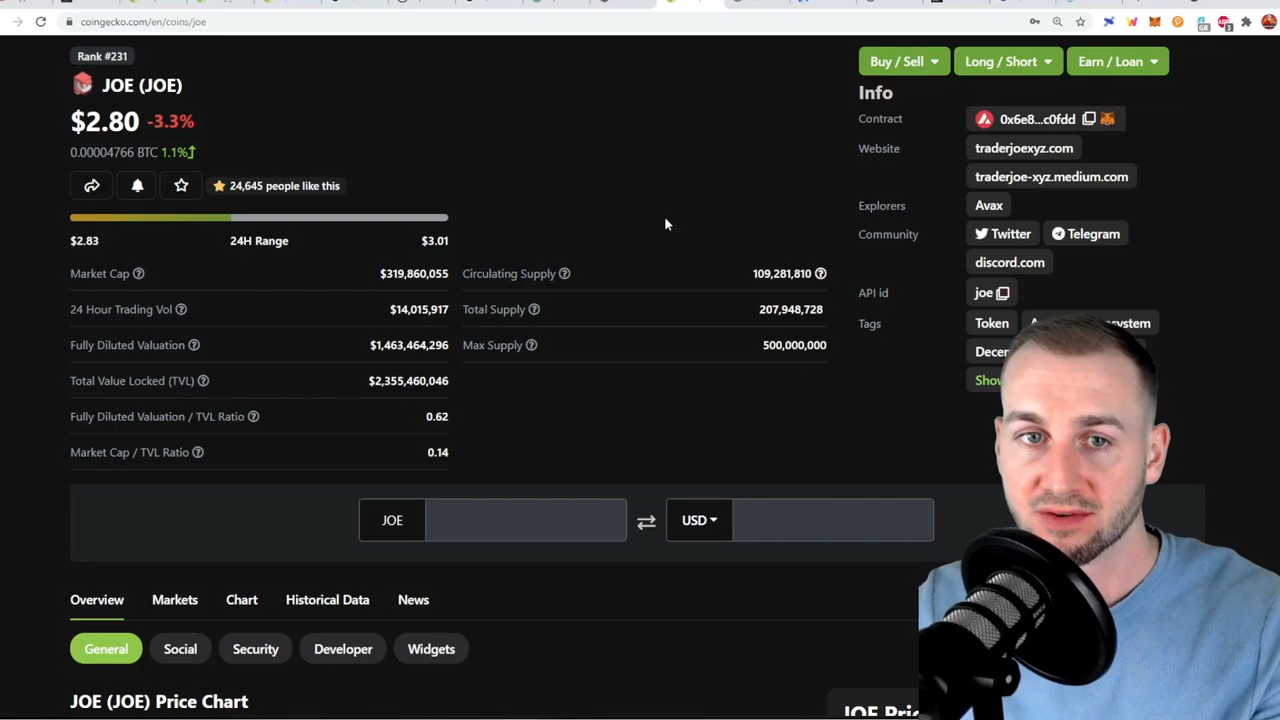 coingecko.com/en/coins/joe
Rank #231
JOE (JOE)
$2.80 -3.3%
0.00004766 BTC 1.1%
24,645 people like this
$2.83 24H Range $3.01
Market Cap $319,860,055
24 Hour Trading Vol $14,015,917
Fully Diluted Valuation $1,463,464,296
Total Value Locked (TVL) $2,355,460,046
Fully Diluted Valuation / TVL Ratio 0.62
Market Cap / TVL Ratio 0.14
Circulating Supply 109,281,810
Total Supply 207,948,728
Max Supply 500,000,000
Buy / Sell Long / Short Earn / Loan
Info
Contract 0x6e8...c0fdd
Website traderjoexyz.com
traderjoe-xyz.medium.com
Explorers Avax
Community Twitter Telegram
discord.com
API id joe
Tags Token
JOE USD
Overview Markets Chart Historical Data News
General Social Security Developer Widgets
JOE (JOE) Price Chart